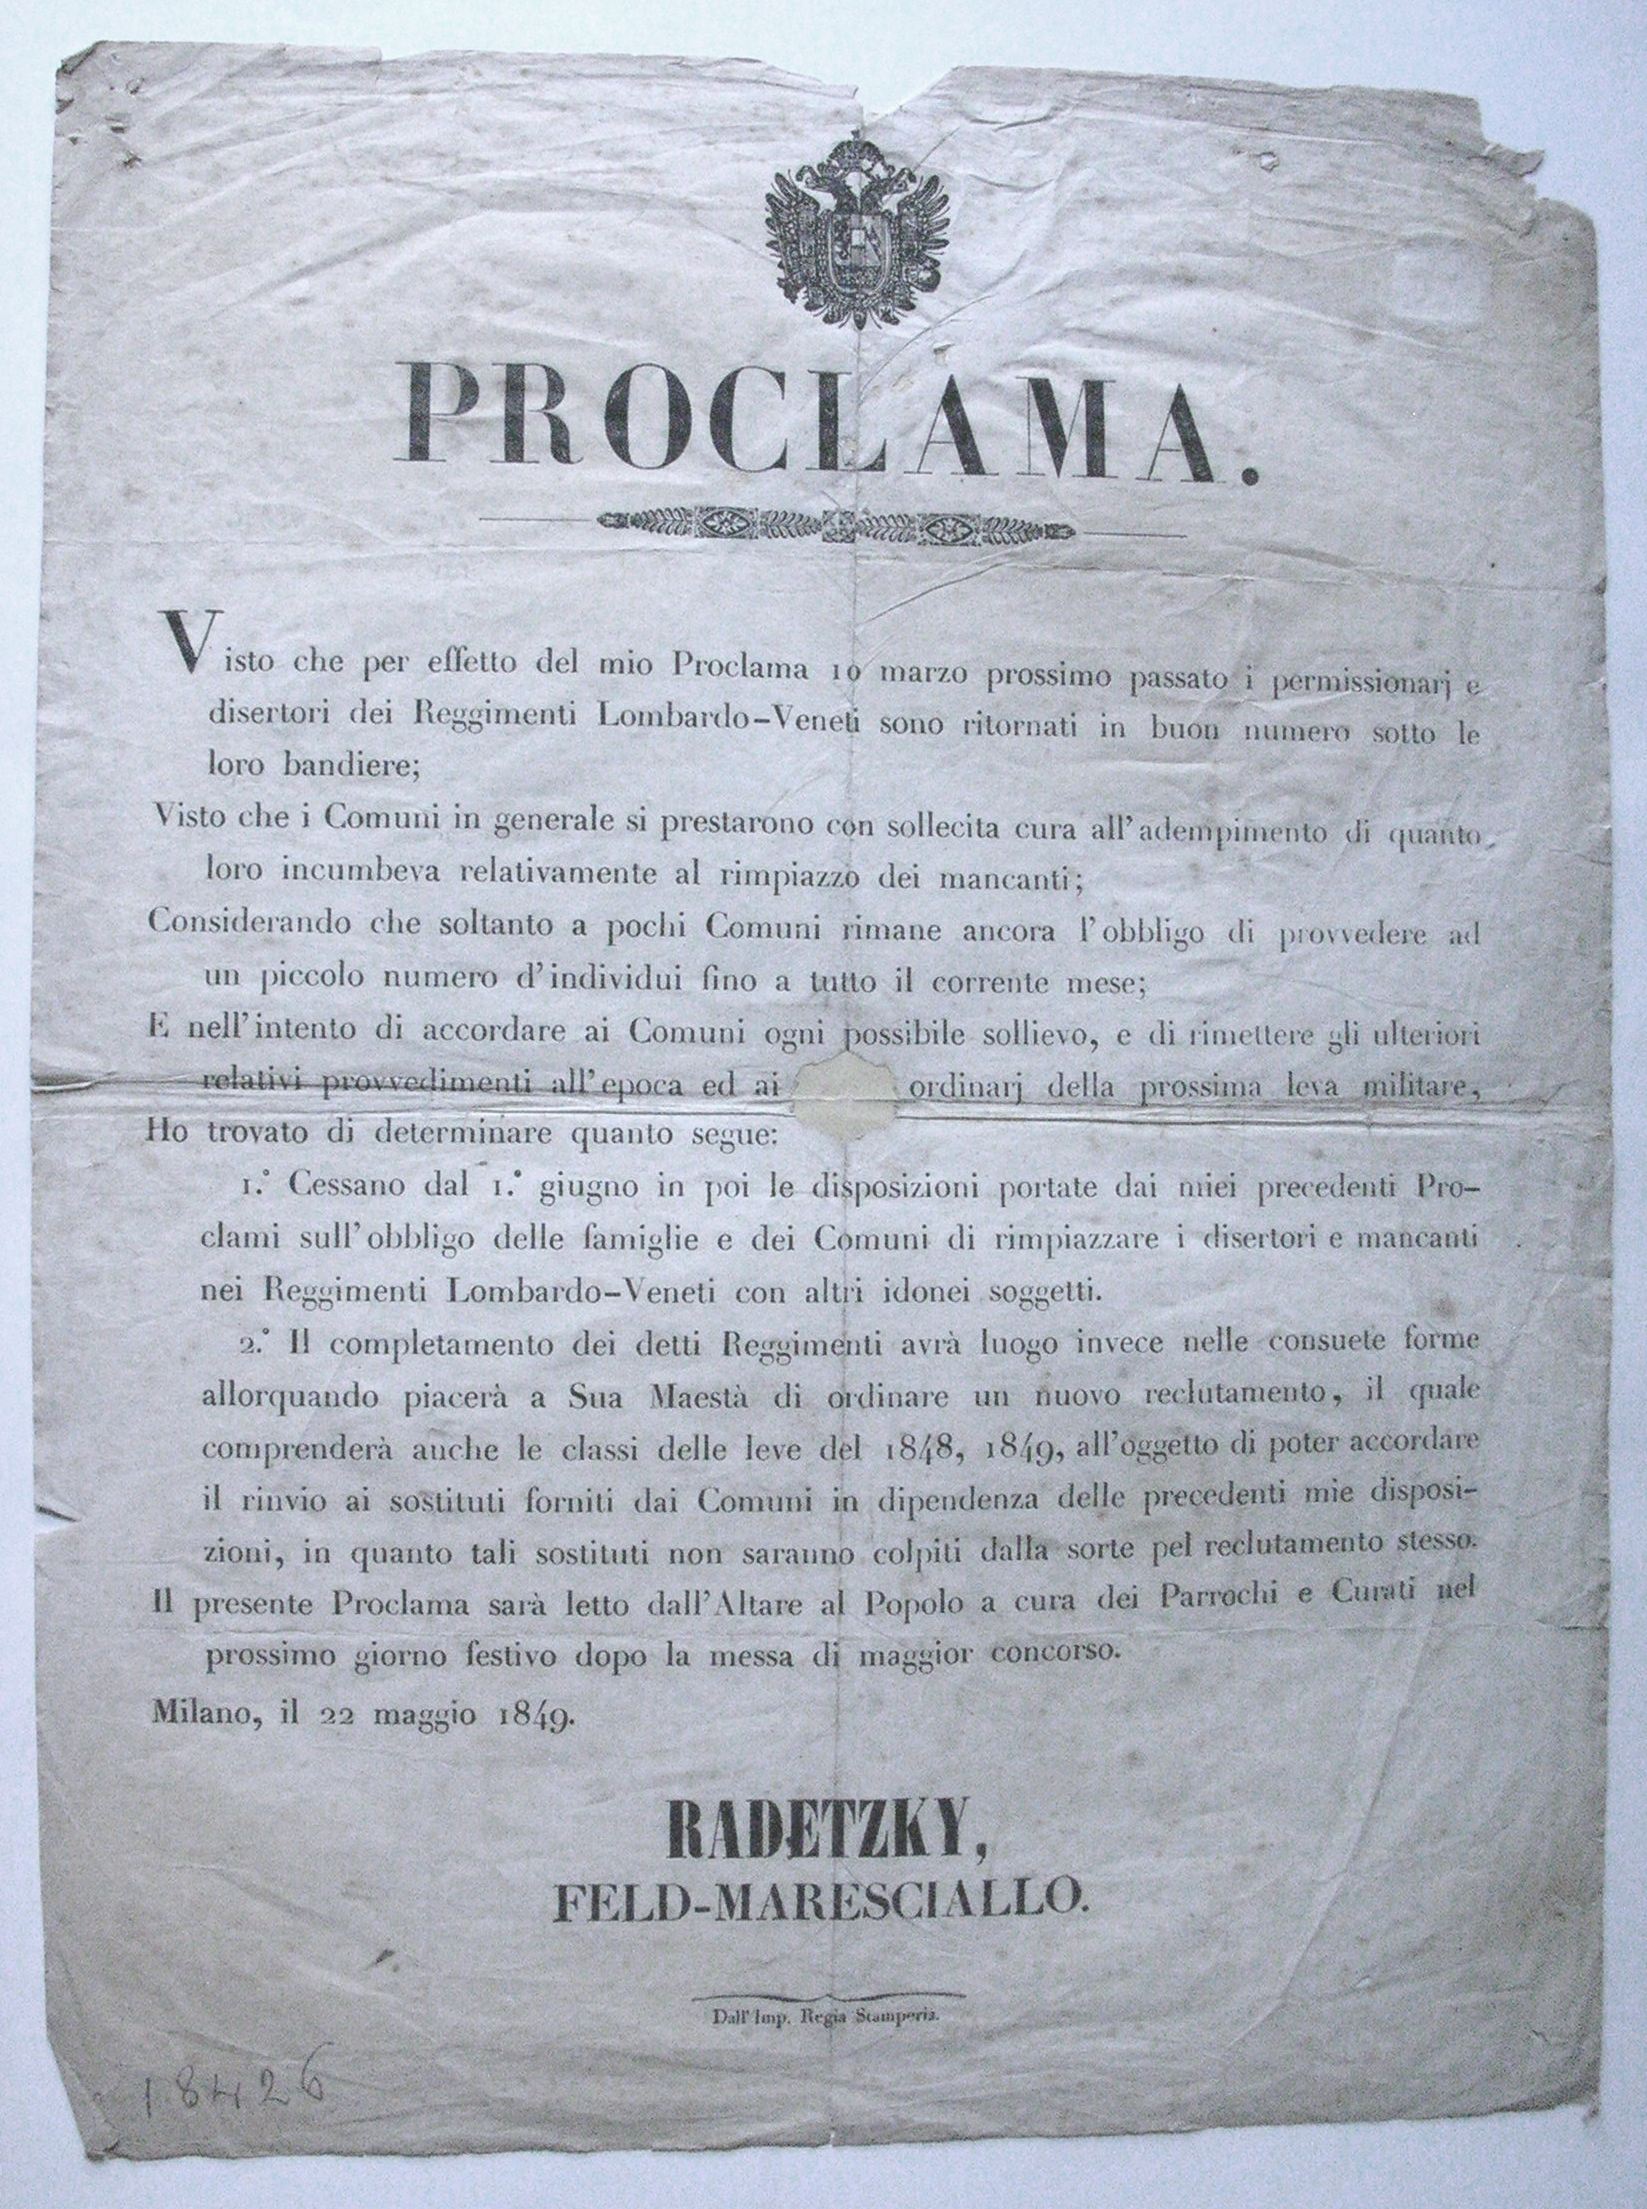 PROCLAMA.
Visto che per effetto del mio Proclama 10 marzo prossimo passato i permissionarj e
disertori dei Reggimenti Lombardo-Veneti sono ritornati in buon numero sotto le
loro bandiere;
Visto che i Comuni in generale si prestarono con sollecita cura all'adempimento di quanto
loro incumbeva relativamente al rimpiazzo dei mancanti;
Considerando che soltanto a pochi Comuni rimane ancora l'obbligo di provvedere ad
un piccolo numero d'individui fino a tutto il corrente mese;
E nell'intento di accordare ai Comuni ogni possibile sollievo, e di rimettere gli ulteriori
relativi provvedimenti all'epoca ed ai ordinarj della prossima leva militare,
Ho trovato di determinare quanto segue:
1.° Cessano dal 1.° giugno in poi le disposizioni portate dai miei precedenti Pro-
clami sull'obbligo delle famiglie e dei Comuni di rimpiazzare i disertori e mancanti
nei Reggimenti Lombardo-Veneti con altri idonei soggetti.
2.° Il completamento dei detti Reggimenti avrà luogo invece nelle consuete forme
allorquando piacerà a Sua Maestà di ordinare un nuovo reclutamento, il quale
comprenderà anche le classi delle leve del 1848, 1849, all'oggetto di poter accordare
il rinvio ai sostituti forniti dai Comuni in dipendenza delle precedenti mie disposi-
zioni, in quanto tali sostituti non saranno colpiti dalla sorte pel reclutamento stesso.
Il presente Proclama sarà letto dall'Altare al Popolo a cura dei Parrochi e Curati nel
prossimo giorno festivo dopo la messa di maggior concorso.
Milano, il 22 maggio 1849.
RADETZKY,
FELD-MARESCIALLO.
Dall'Imp. Regia Stamperia.
18426